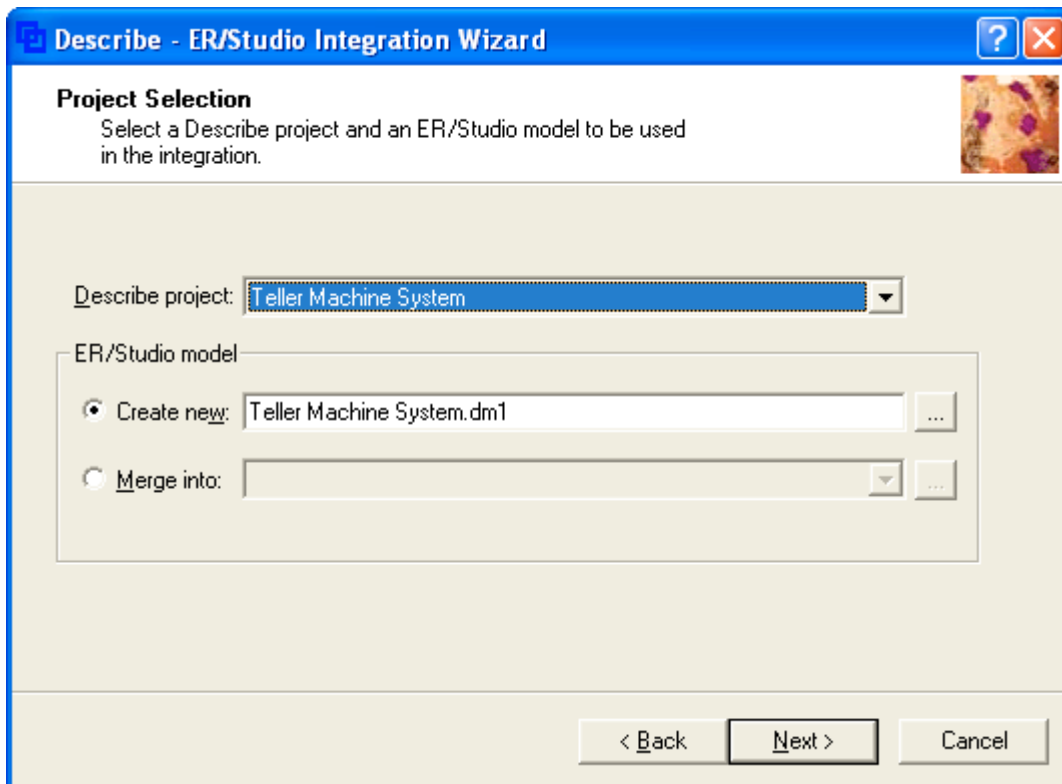 Describe - ER/Studio Integration Wizard
Project Selection
Select a Describe project and an ER/Studio model to be used
in the integration.
Describe project: Teller Machine System
ER/Studio model
Create new: Teller Machine System.dm1 ...
Merge into: ...
< Back Next > Cancel